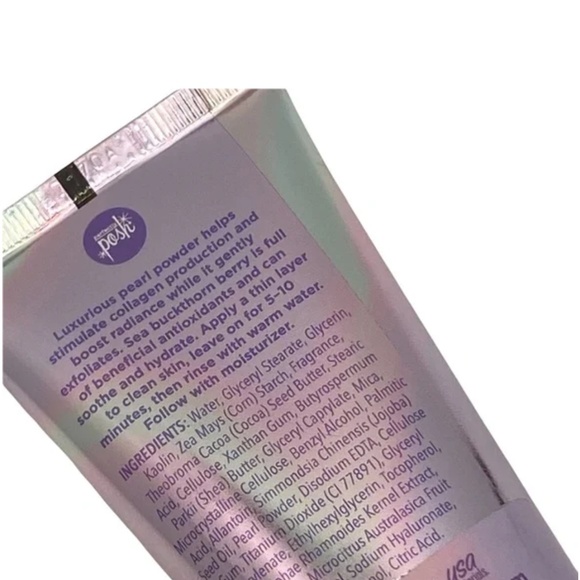 perfectly
posh
Luxurious pearl powder helps
stimulate collagen production and
boost radiance while it gently
exfoliates. Sea buckthorn berry is full
of beneficial antioxidants and can
soothe and hydrate. Apply a thin layer
to clean skin, leave on for 5-10
minutes, then rinse with warm water.
Follow with moisturizer.
INGREDIENTS: Water, Glyceryl Stearate, Glycerin,
Kaolin, Zea Mays (Corn) Starch, Fragrance,
Theobroma Cacao (Cocoa) Seed Butter, Stearic
Acid, Cellulose, Xanthan Gum, Butyrospermum
Parkii (Shea) Butter, Glyceryl Caprylate, Mica,
Microcrystalline Cellulose, Benzyl Alcohol, Palmitic
Acid, Allantoin, Simmondsia Chinensis (Jojoba)
Seed Oil, Pearl Powder, Disodium EDTA, Cellulose
Gum, Titanium Dioxide (CI 77891), Glyceryl
Ethylhexylglycerin, Tocopherol,
Rhamnoides Kernel Extract,
Microcitrus Australasica Fruit
Sodium Hyaluronate,
Citric Acid.
usa